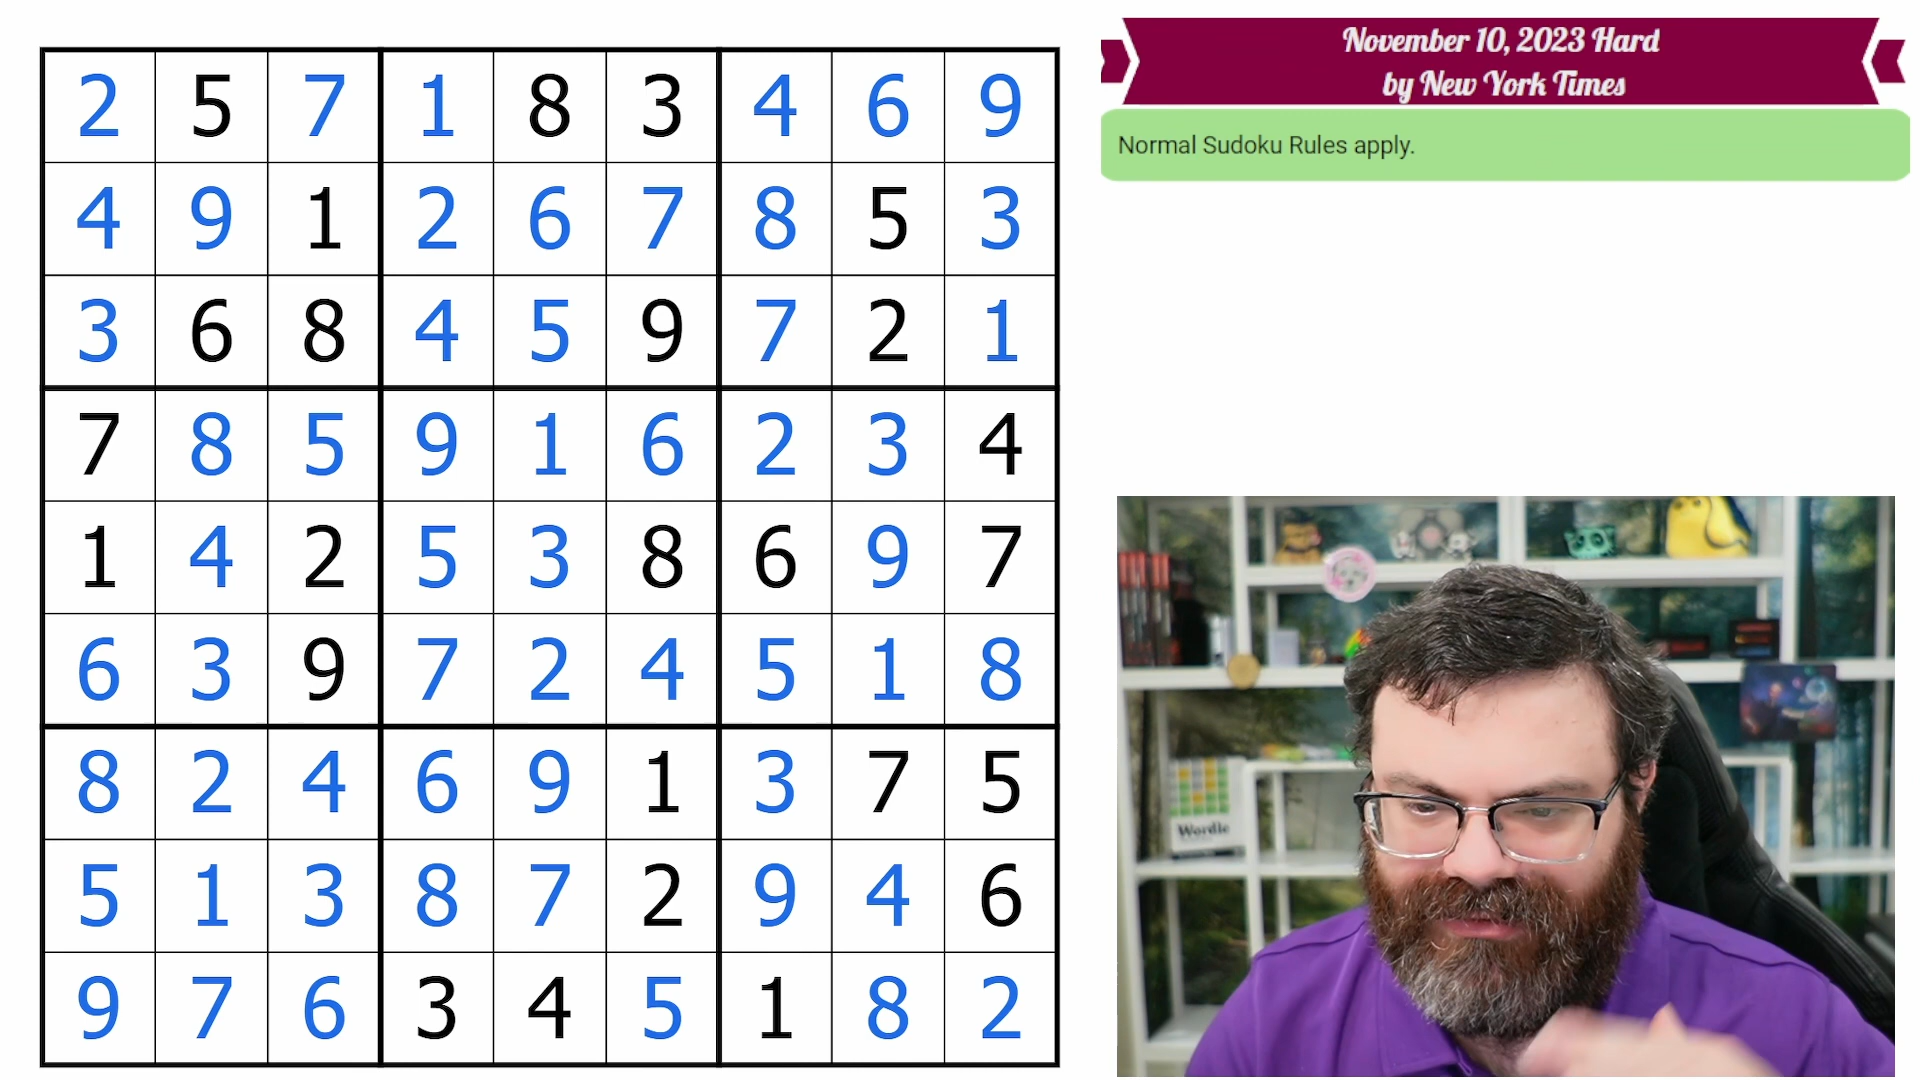 November 10, 2023 Hard
by New York Times
Normal Sudoku Rules apply.
2 5 7 1 8 3 4 6 9
4 9 1 2 6 7 8 5 3
3 6 8 4 5 9 7 2 1
7 8 5 9 1 6 2 3 4
1 4 2 5 3 8 6 9 7
6 3 9 7 2 4 5 1 8
8 2 4 6 9 1 3 7 5
5 1 3 8 7 2 9 4 6
9 7 6 3 4 5 1 8 2
Wordle